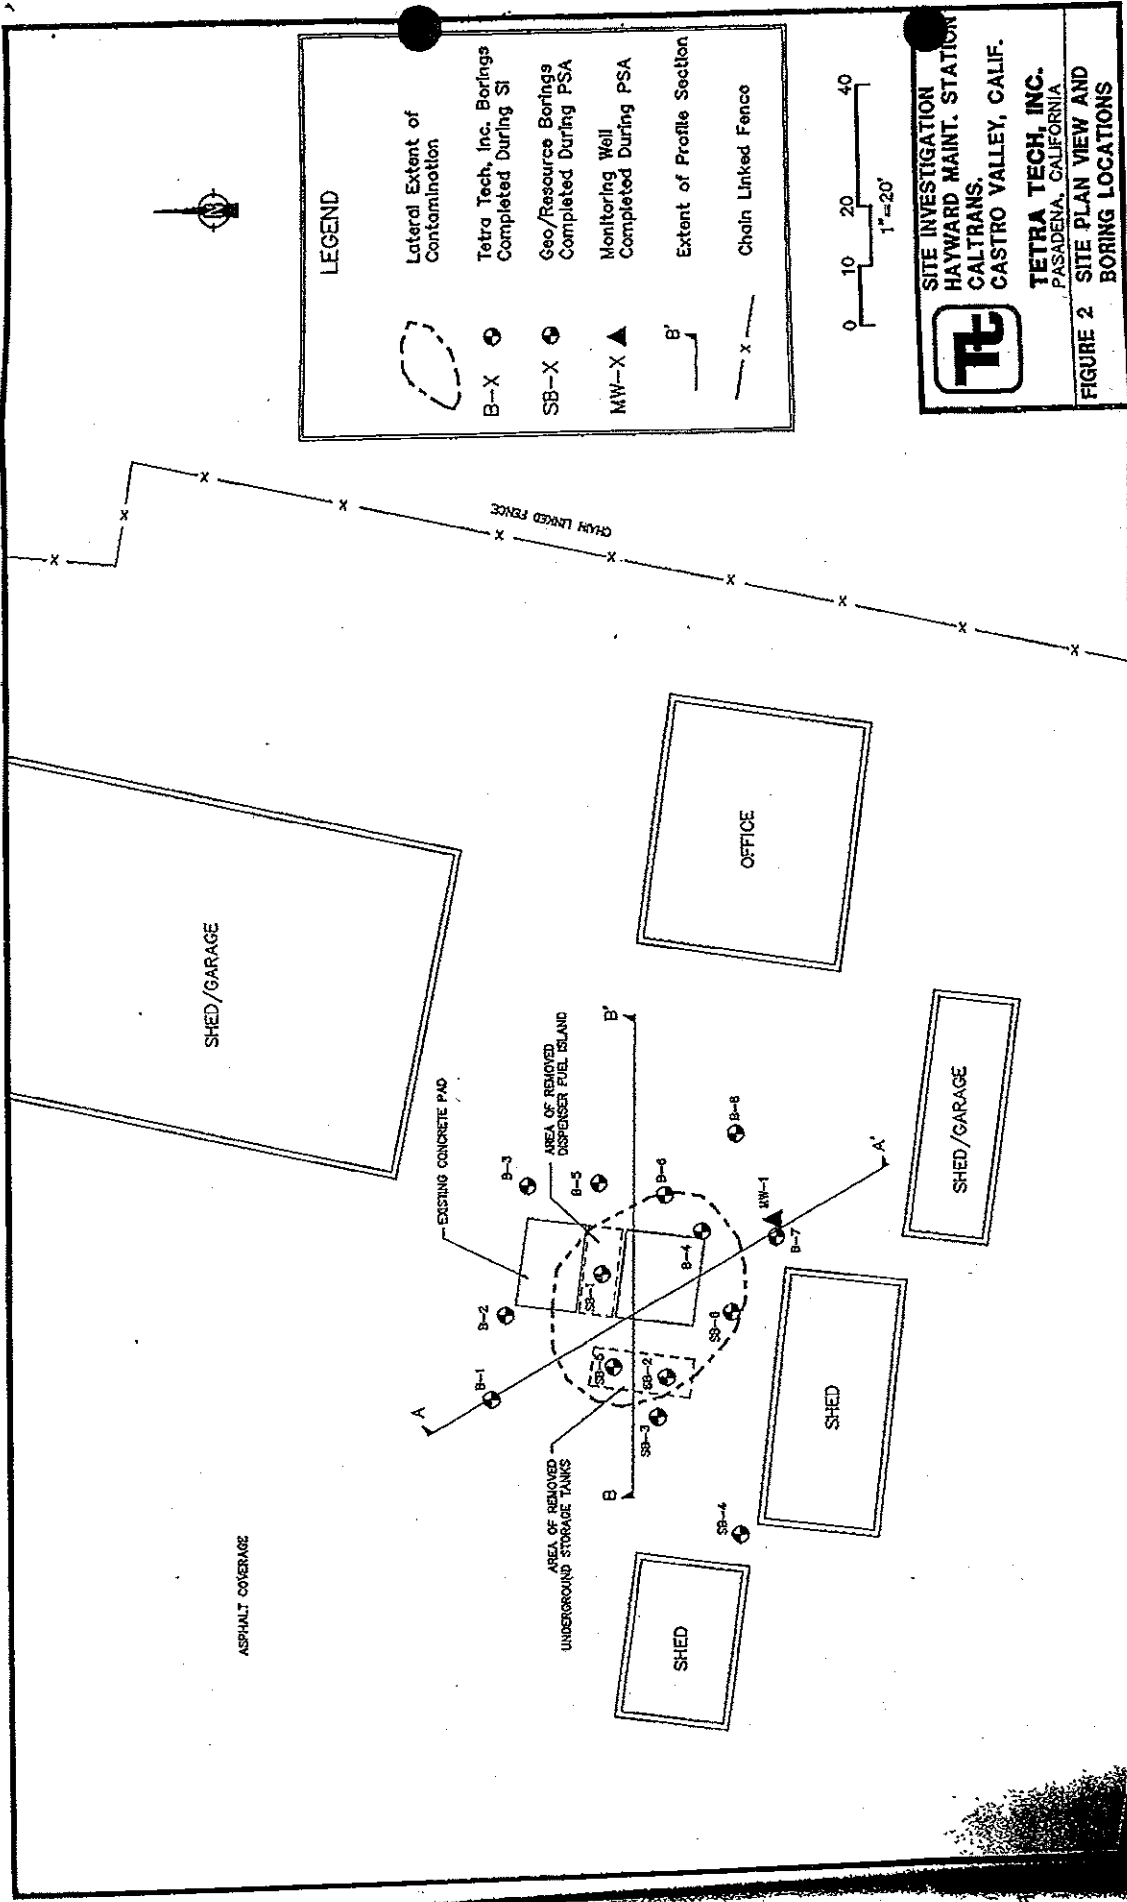 ASPHALT COVERAGE
SHED/GARAGE
EXISTING CONCRETE PAD
AREA OF REMOVED
DISPENSER FUEL ISLAND
AREA OF REMOVED
UNDERGROUND STORAGE TANKS
A
B-1
B-2
B-3
B-5
SB-1
B
B'
SB-5
SB-2
SB-3
B-6
B-4
SB-6
B-8
MW-1
B-7
A'
SB-4
SHED
SHED
SHED/GARAGE
OFFICE
CHAIN LINKED FENCE
x
x
x
x
x
x
x
x
x
x
N
LEGEND
Lateral Extent of
Contamination
B-X
Tetra Tech, Inc. Borings
Completed During SI
SB-X
Geo/Resource Borings
Completed During PSA
MW-X
Monitoring Well
Completed During PSA
B'
Extent of Profile Section
x
Chain Linked Fence
0 10 20 40
1"=20'
Tt
SITE INVESTIGATION
HAYWARD MAINT. STATION
CALTRANS.
CASTRO VALLEY, CALIF.
TETRA TECH, INC.
PASADENA, CALIFORNIA
FIGURE 2 SITE PLAN VIEW AND
BORING LOCATIONS